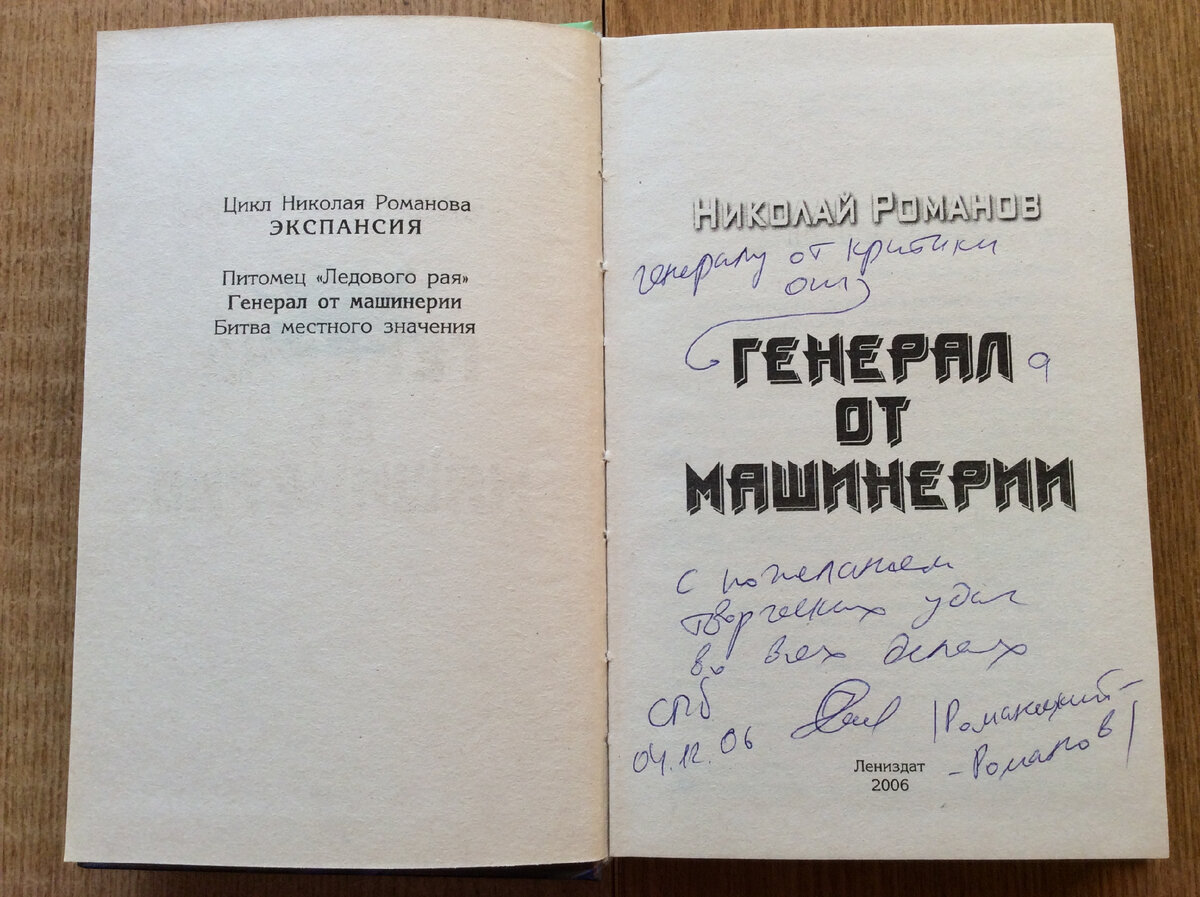 Цикл Николая Романова
ЭКСПАНСИЯ
Питомец «Ледового рая»
Генерал от машинерии
Битва местного значения
НИКОЛАЙ РОМАНОВ
генералу от критики
от
ГЕНЕРАЛ а
ОТ
МАШИНЕРИИ
с пожеланием
творческих удач
во всех делах
СПб
04.12.06
/Романецкий-
-Романов/
Лениздат
2006